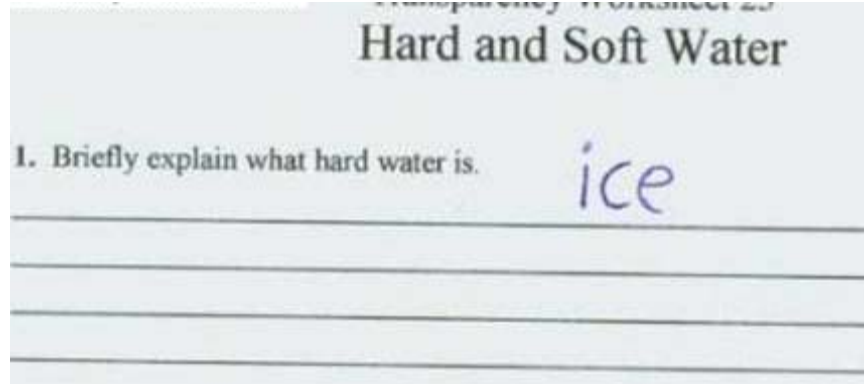 Hard and Soft Water
1. Briefly explain what hard water is. ice